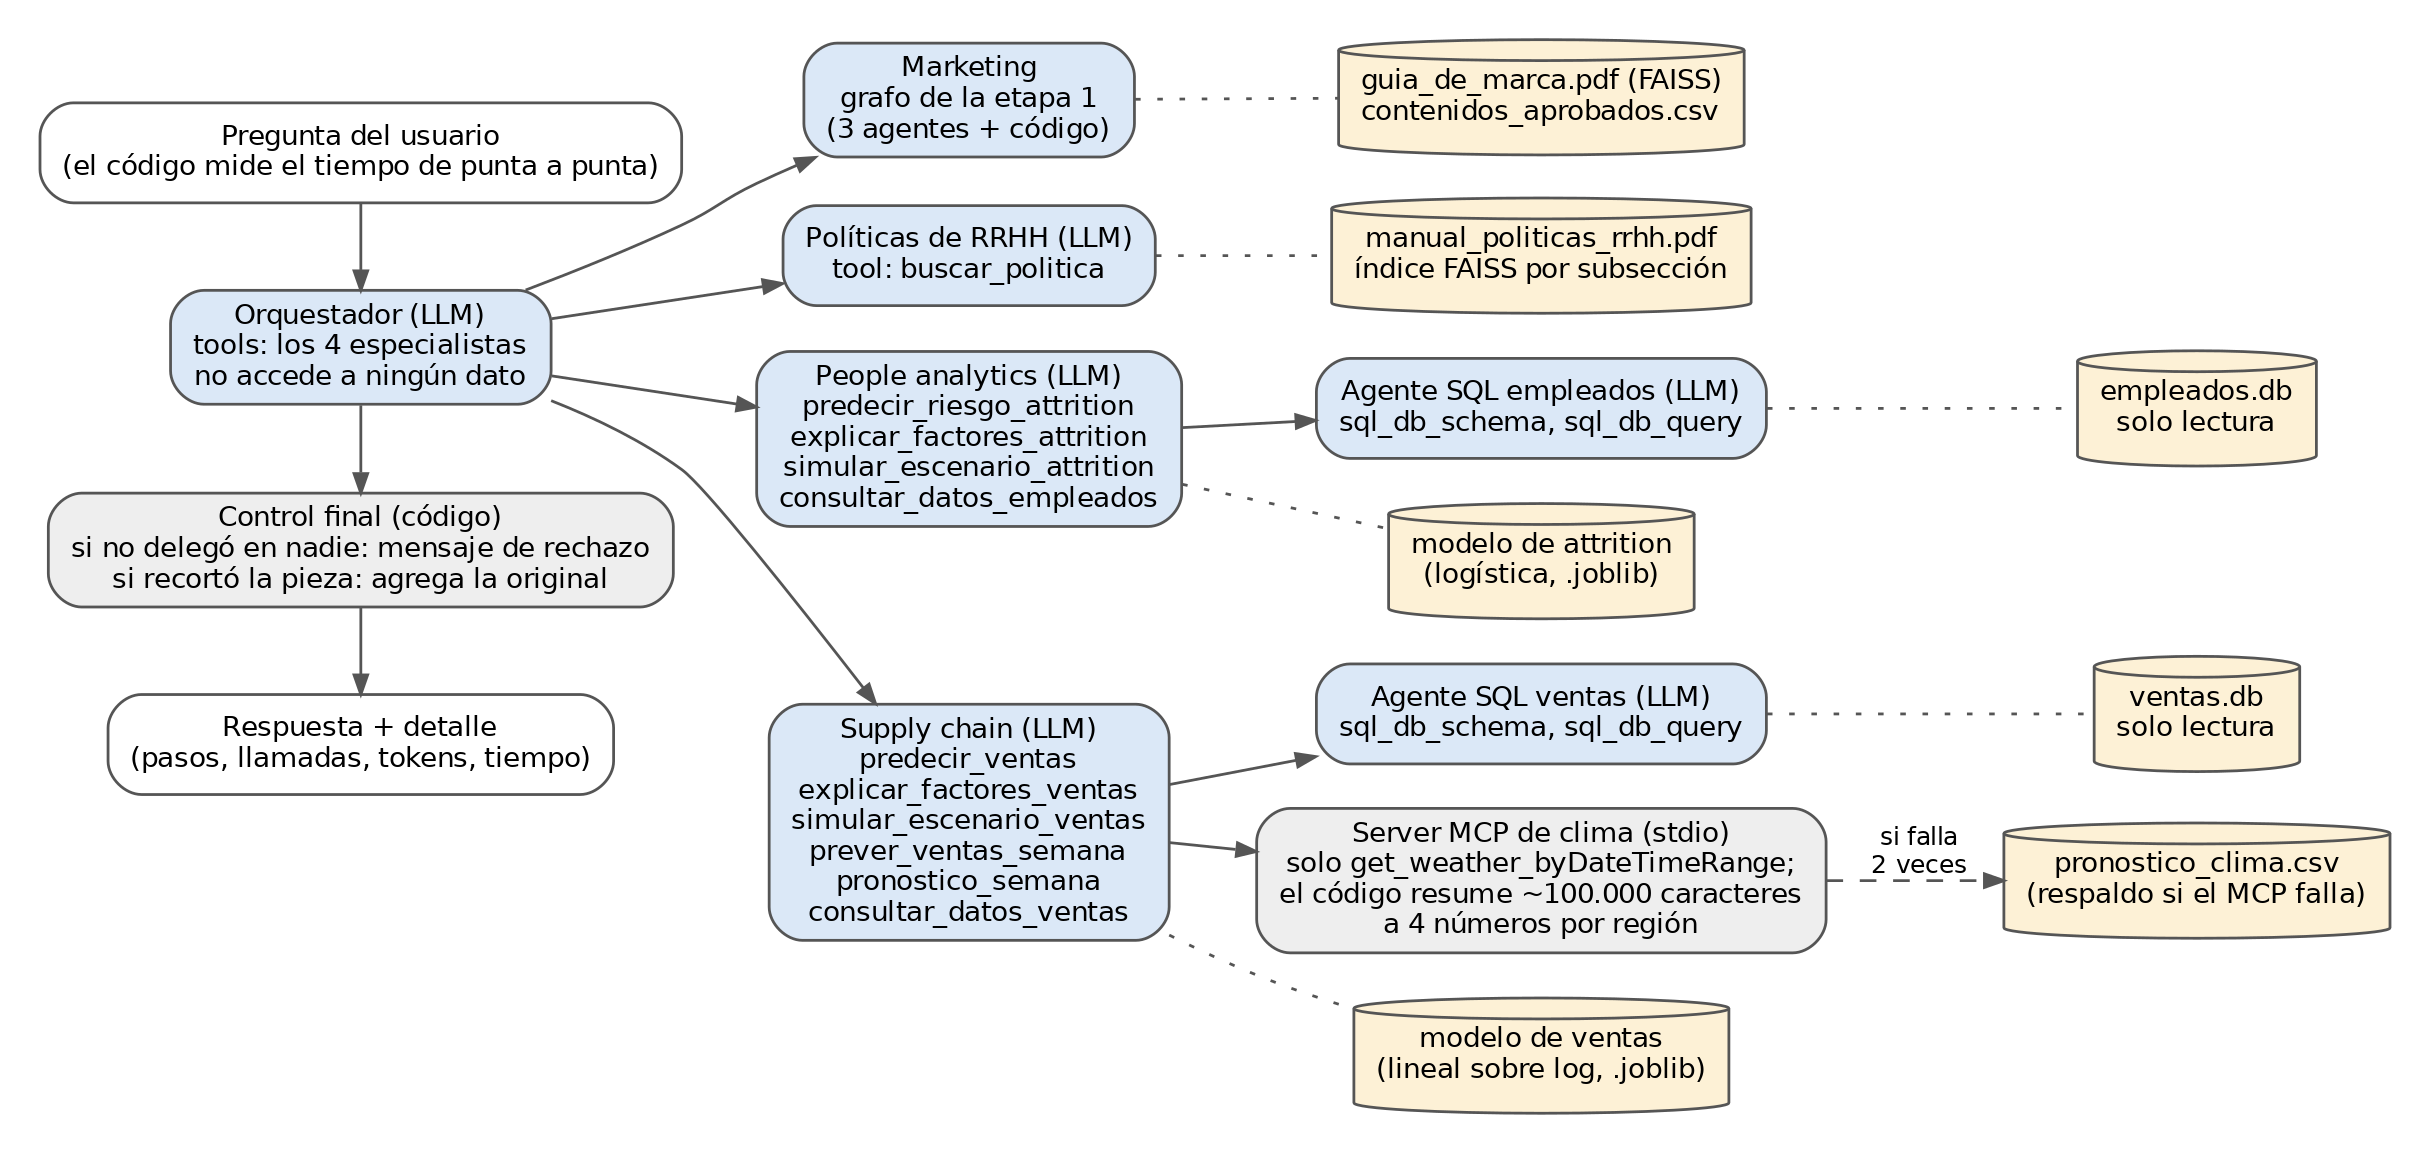 Pregunta del usuario
(el código mide el tiempo de punta a punta)
Orquestador (LLM)
tools: los 4 especialistas
no accede a ningún dato
Control final (código)
si no delegó en nadie: mensaje de rechazo
si recortó la pieza: agrega la original
Respuesta + detalle
(pasos, llamadas, tokens, tiempo)
Marketing
grafo de la etapa 1
(3 agentes + código)
guia_de_marca.pdf (FAISS)
contenidos_aprobados.csv
Políticas de RRHH (LLM)
tool: buscar_politica
manual_politicas_rrhh.pdf
índice FAISS por subsección
People analytics (LLM)
predecir_riesgo_attrition
explicar_factores_attrition
simular_escenario_attrition
consultar_datos_empleados
Agente SQL empleados (LLM)
sql_db_schema, sql_db_query
empleados.db
solo lectura
modelo de attrition
(logística, .joblib)
Supply chain (LLM)
predecir_ventas
explicar_factores_ventas
simular_escenario_ventas
prever_ventas_semana
pronostico_semana
consultar_datos_ventas
Agente SQL ventas (LLM)
sql_db_schema, sql_db_query
ventas.db
solo lectura
Server MCP de clima (stdio)
solo get_weather_byDateTimeRange;
el código resume ~100.000 caracteres
a 4 números por región
si falla
2 veces
pronostico_clima.csv
(respaldo si el MCP falla)
modelo de ventas
(lineal sobre log, .joblib)